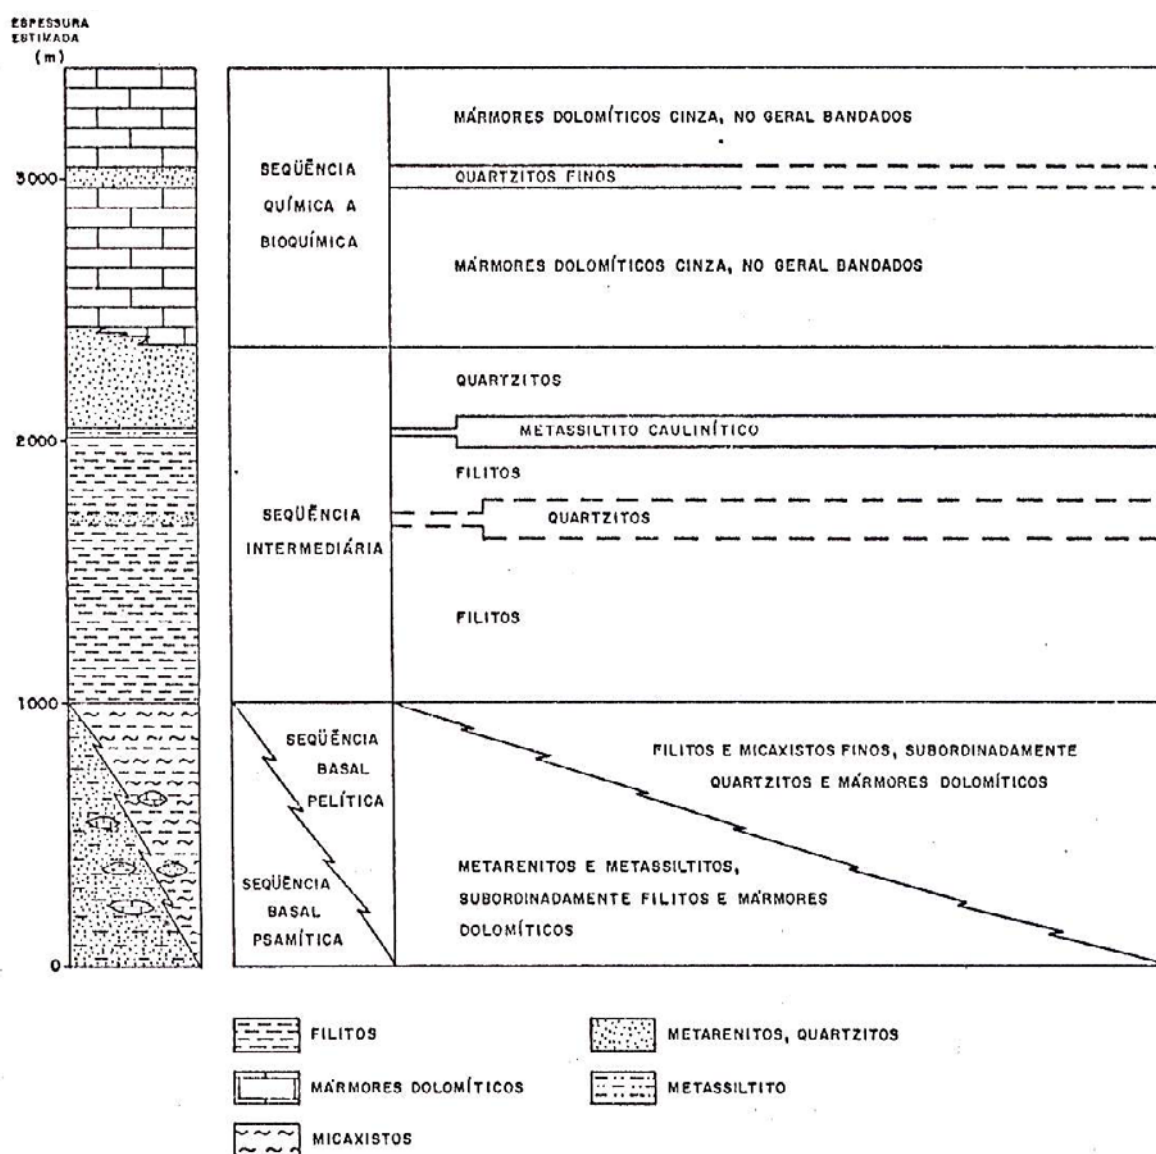 ESPESSURA
ESTIMADA
(m)
MÁRMORES DOLOMÍTICOS CINZA, NO GERAL BANDADOS
3000
SEQÜÊNCIA
QUÍMICA A
BIOQUÍMICA
QUARTZITOS FINOS
MÁRMORES DOLOMÍTICOS CINZA, NO GERAL BANDADOS
QUARTZITOS
2000
METASSILTITO CAULINÍTICO
FILITOS
SEQÜÊNCIA
INTERMEDIÁRIA
QUARTZITOS
FILITOS
1000
SEQÜÊNCIA
BASAL
PELÍTICA
FILITOS E MICAXISTOS FINOS, SUBORDINADAMENTE
QUARTZITOS E MÁRMORES DOLOMÍTICOS
SEQÜÊNCIA
BASAL
PSAMÍTICA
METARENITOS E METASSILTITOS,
SUBORDINADAMENTE FILITOS E MÁRMORES
DOLOMÍTICOS
0
FILITOS
METARENITOS, QUARTZITOS
MÁRMORES DOLOMÍTICOS
METASSILTITO
MICAXISTOS